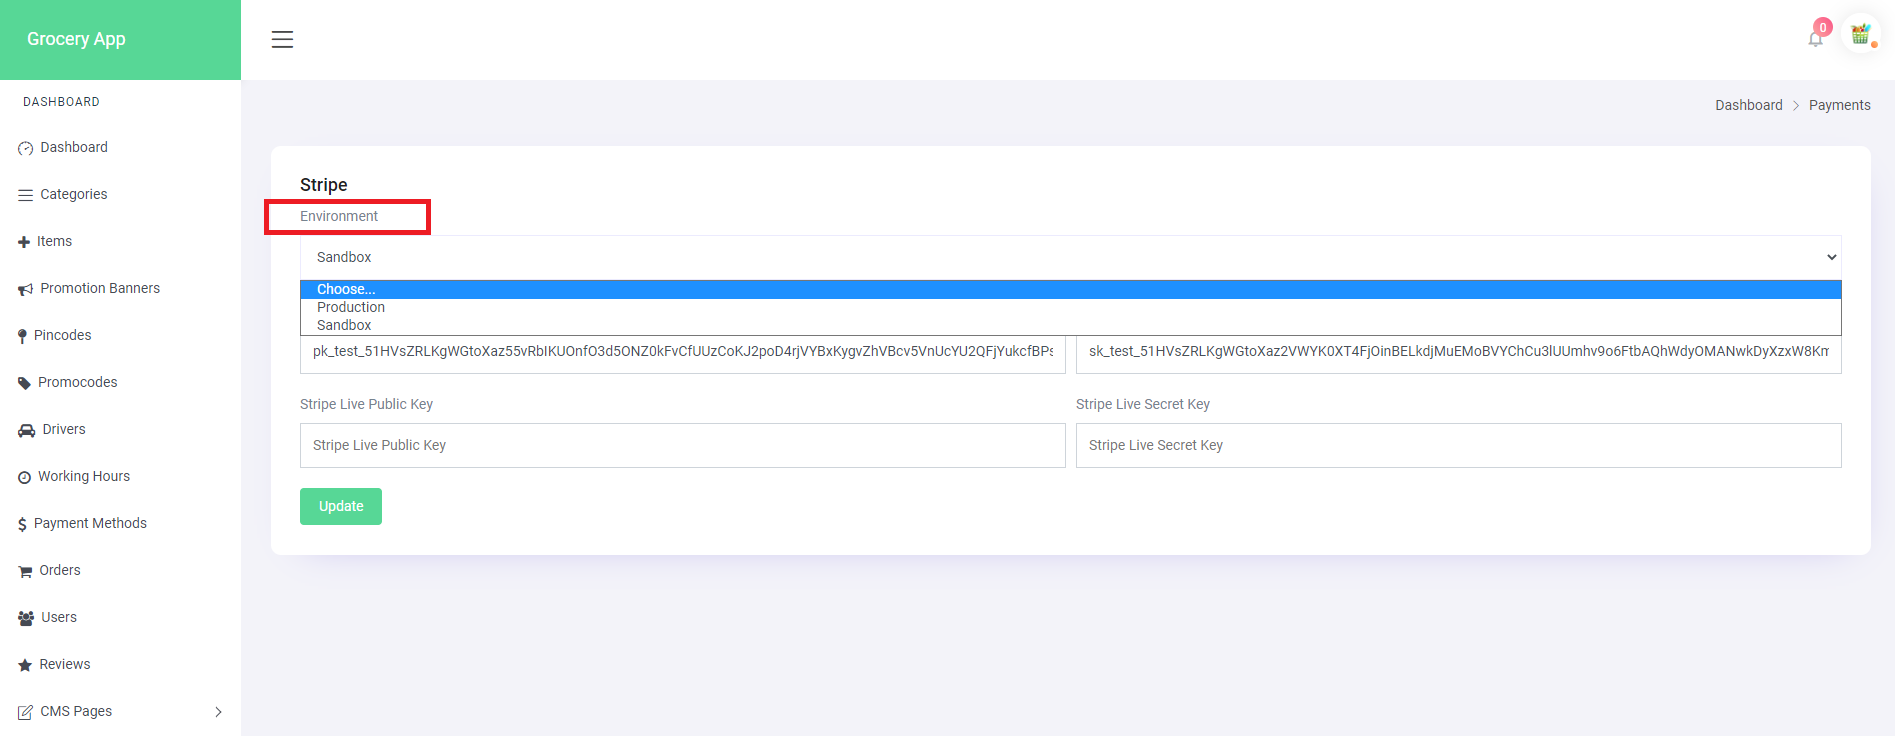 Grocery App
0
DASHBOARD
Dashboard
Categories
Items
Promotion Banners
Pincodes
Promocodes
Drivers
Working Hours
Payment Methods
Orders
Users
Reviews
CMS Pages
Dashboard > Payments
Stripe
Environment
Sandbox
Choose...
Production
Sandbox
pk_test_51HVsZRLKgWGtoXaz55vRbIKUOnfO3d5ONZ0kFvCfUUzCoKJ2poD4rjVYBxKygvZhVBcv5VnUcYU2QFjYukcfBPs
sk_test_51HVsZRLKgWGtoXaz2VWYK0XT4FjOinBELkdjMuEMoBVYChCu3lUUmhv9o6FtbAQhWdyOMANwkDyXzxW8Km
Stripe Live Public Key
Stripe Live Secret Key
Stripe Live Public Key
Stripe Live Secret Key
Update